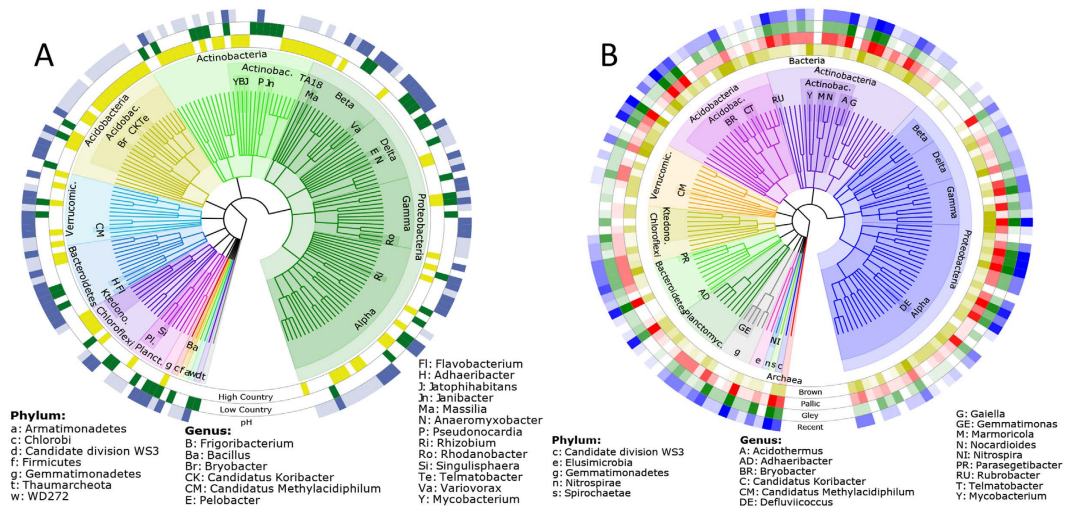 A
Actinobacteria
Actinobac.
YBJ
P Jn
TA18
Ma
Beta
Va
Delta
E N
Gamma
Ro
Proteobacteria
Ri
Alpha
Acidobacteria
Acidobac.
Br CKTe
Verrucomic.
CM
Bacteroidetes
H Fl
Ktedono.
Chloroflexi
Si
Pl.
Planct.
Ba
g c f a w d t
High Country
Low Country
pH
Phylum:
a: Armatimonadetes
c: Chlorobi
d: Candidate division WS3
f: Firmicutes
g: Gemmatimonadetes
t: Thaumarcheota
w: WD272
Genus:
B: Frigoribacterium
Ba: Bacillus
Br: Bryobacter
CK: Candidatus Koribacter
CM: Candidatus Methylacidiphilum
E: Pelobacter
Fl: Flavobacterium
H: Adhaeribacter
J: Jatophihabitans
Jn: Janibacter
Ma: Massilia
N: Anaeromyxobacter
P: Pseudonocardia
Ri: Rhizobium
Ro: Rhodanobacter
Si: Singulisphaera
Te: Telmatobacter
Va: Variovorax
Y: Mycobacterium
B
Bacteria
Actinobacteria
Actinobac.
RU
Y M N A G
Beta
Delta
Gamma
Proteobacteria
Alpha
DE
Acidobacteria
Acidobac.
BR CT
Verrucomic.
CM
Ktedono.
Chloroflexi
PR
Bacteroidetes
AD
Planctomyc.
GE
NI
g e n s c
Archaea
Brown
Pallic
Gley
Recent
Phylum:
c: Candidate division WS3
e: Elusimicrobia
g: Gemmatimonadetes
n: Nitrospirae
s: Spirochaetae
Genus:
A: Acidothermus
AD: Adhaeribacter
BR: Bryobacter
C: Candidatus Koribacter
CM: Candidatus Methylacidiphilum
DE: Defluviicoccus
G: Gaiella
GE: Gemmatimonas
M: Marmoricola
N: Nocardioides
NI: Nitrospira
PR: Parasegetibacter
RU: Rubrobacter
T: Telmatobacter
Y: Mycobacterium